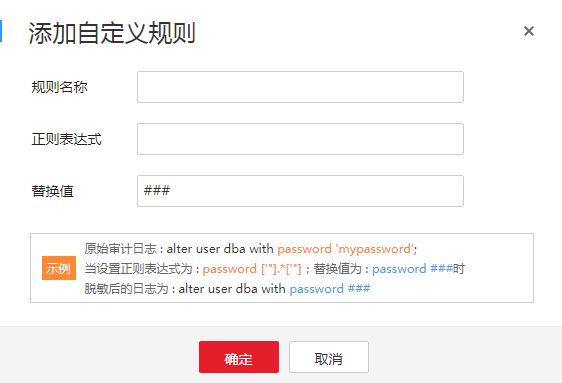 添加自定义规则
×
规则名称
正则表达式
替换值 ###
原始审计日志 : alter user dba with password 'mypassword';
示例 当设置正则表达式为 : password ['"].*['"] ; 替换值为 : password ###时
脱敏后的日志为 : alter user dba with password ###
确定 取消